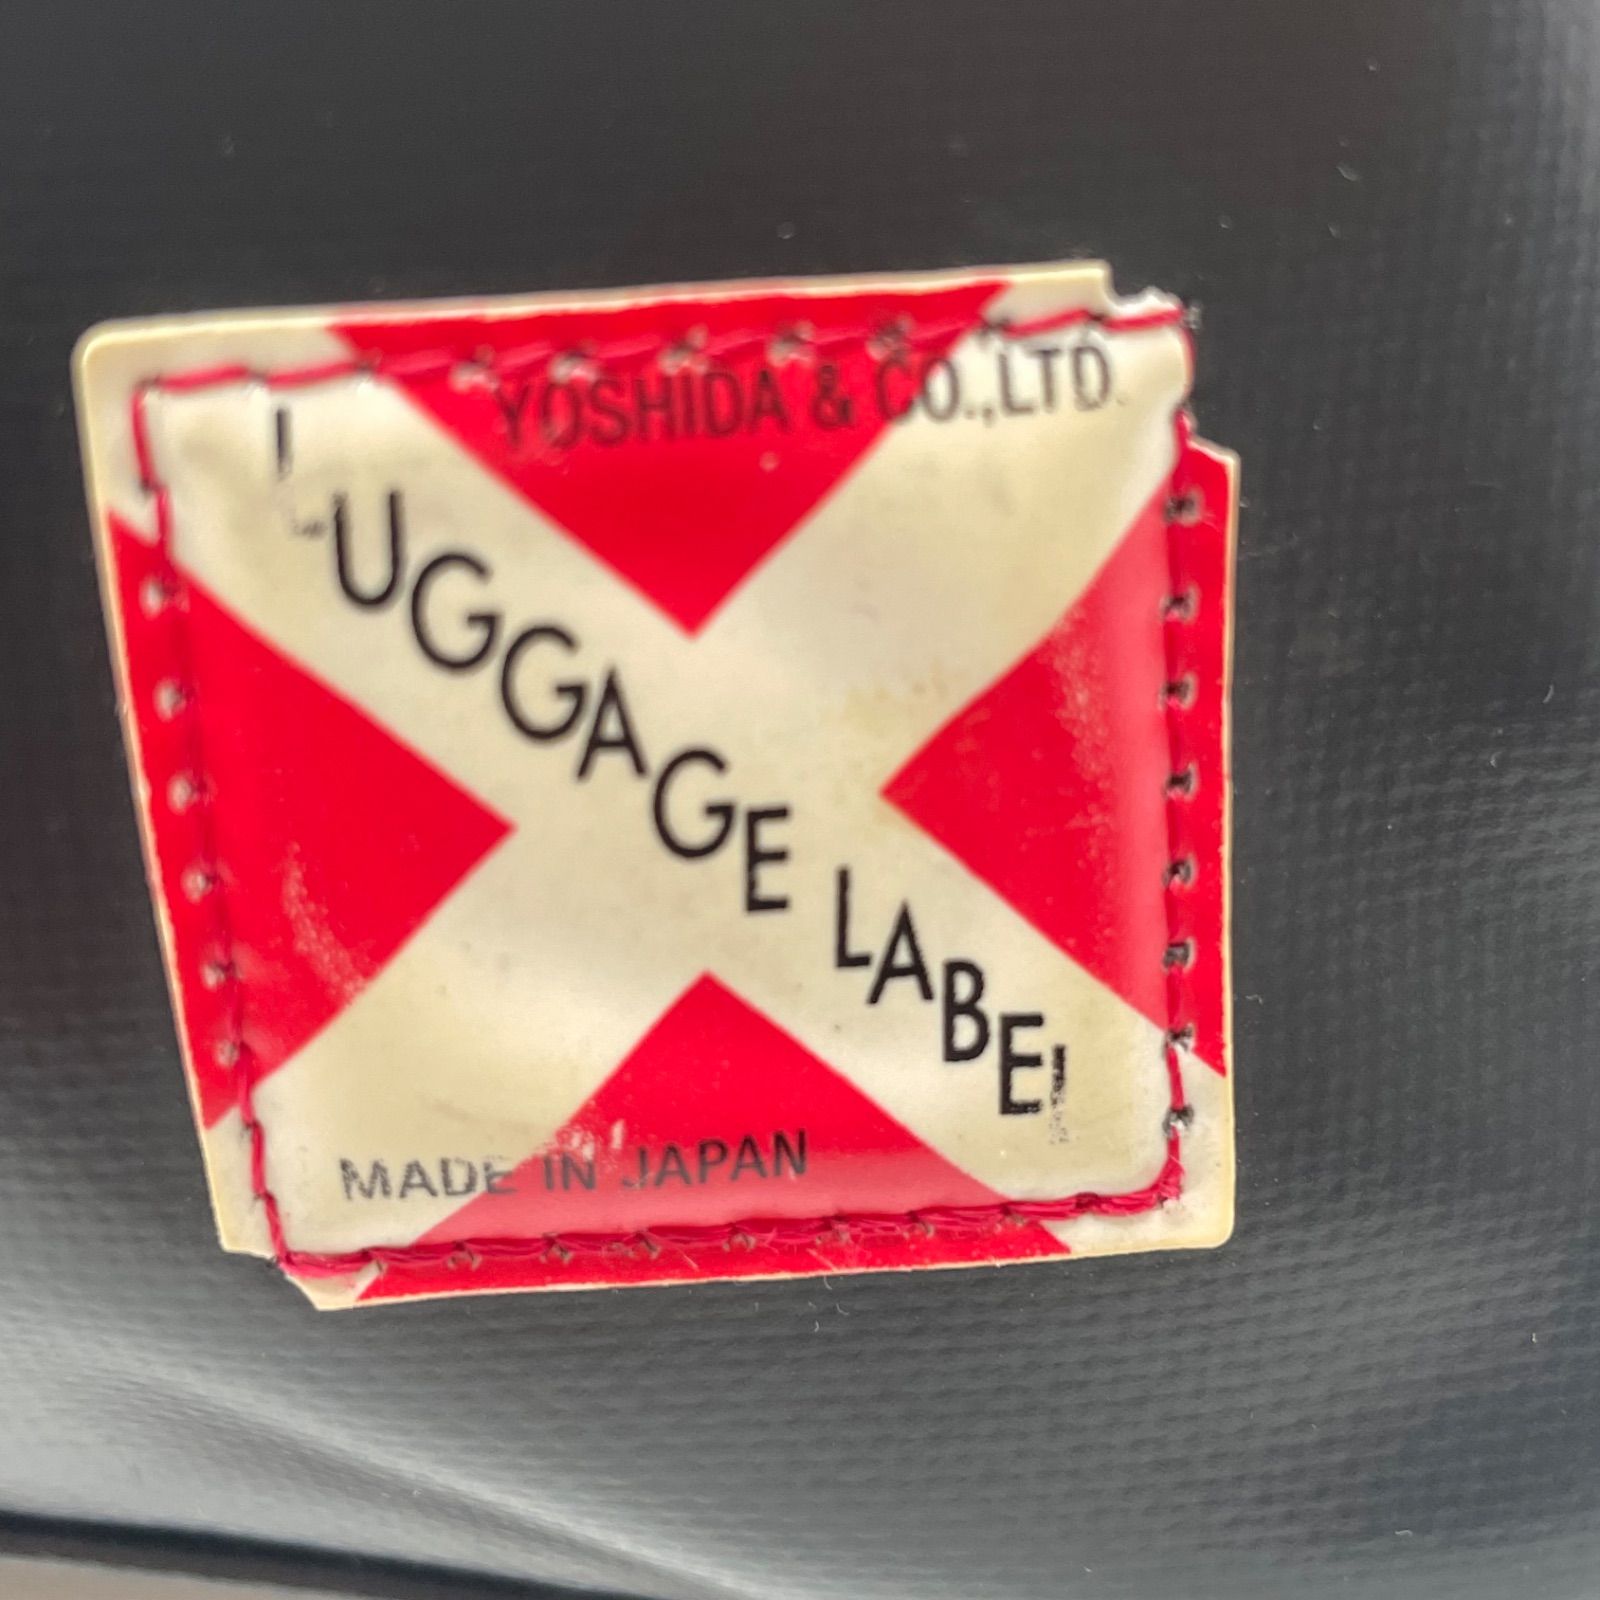 YOSHIDA & CO.,LTD.
LUGGAGE LABEL
MADE IN JAPAN